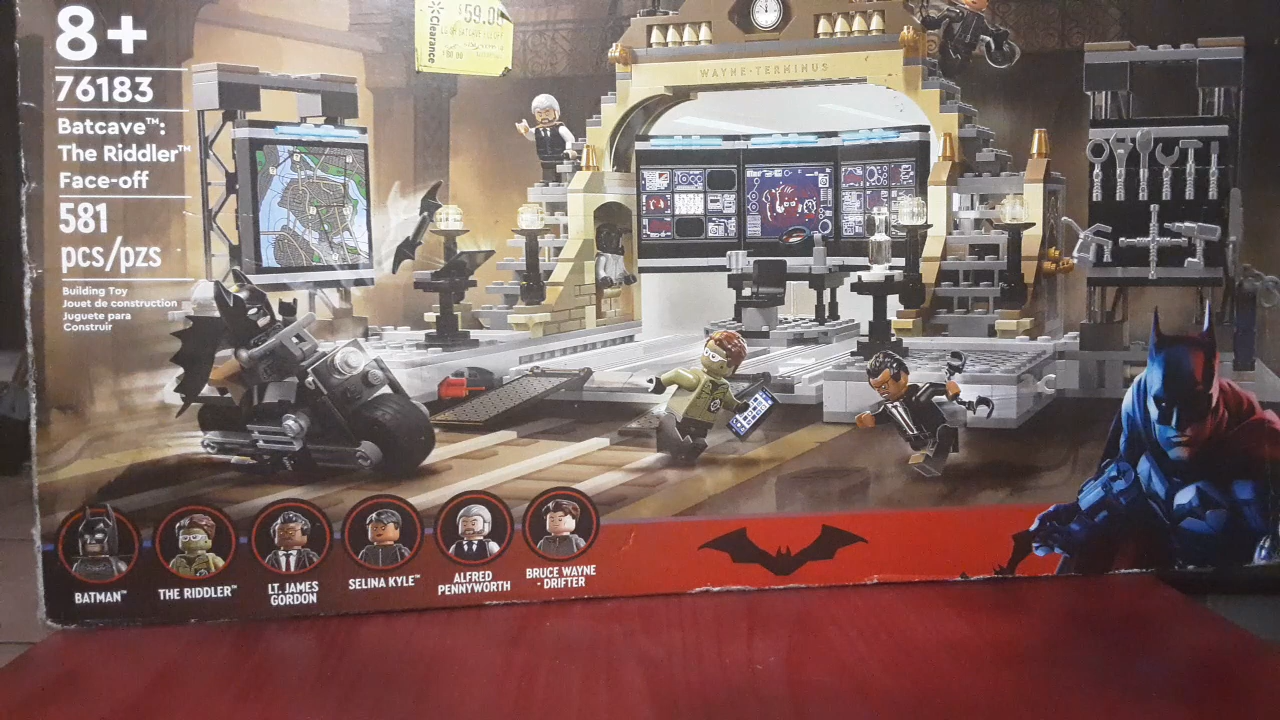 8+
76183
Batcave™:
The Riddler™
Face-off
581
pcs/pzs
Building Toy
Jouet de construction
Juguete para
Construir
Clearance
$59.00
WAYNE·TERMINUS
BATMAN™
THE RIDDLER™
LT. JAMES
GORDON
SELINA KYLE™
ALFRED
PENNYWORTH
BRUCE WAYNE
- DRIFTER